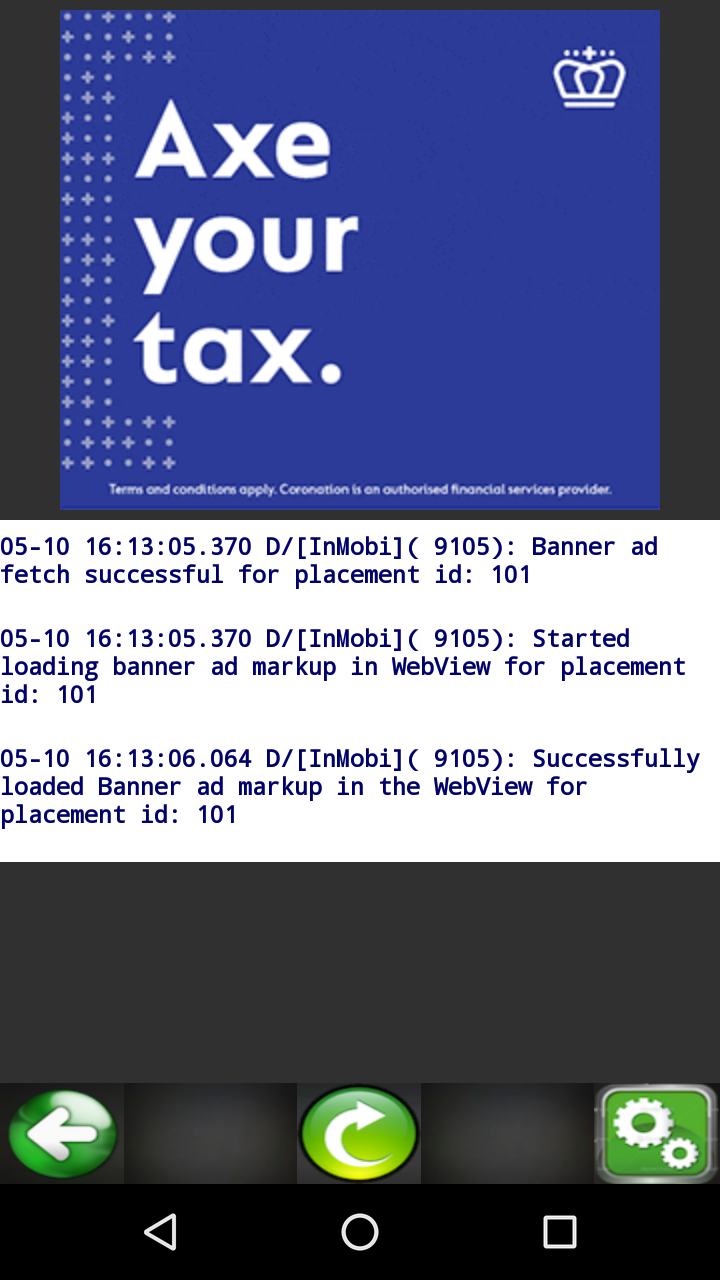 Axe
your
tax.
Terms and conditions apply. Coronation is an authorised financial services provider.
05-10 16:13:05.370 D/[InMobi]( 9105): Banner ad
fetch successful for placement id: 101
05-10 16:13:05.370 D/[InMobi]( 9105): Started
loading banner ad markup in WebView for placement
id: 101
05-10 16:13:06.064 D/[InMobi]( 9105): Successfully
loaded Banner ad markup in the WebView for
placement id: 101